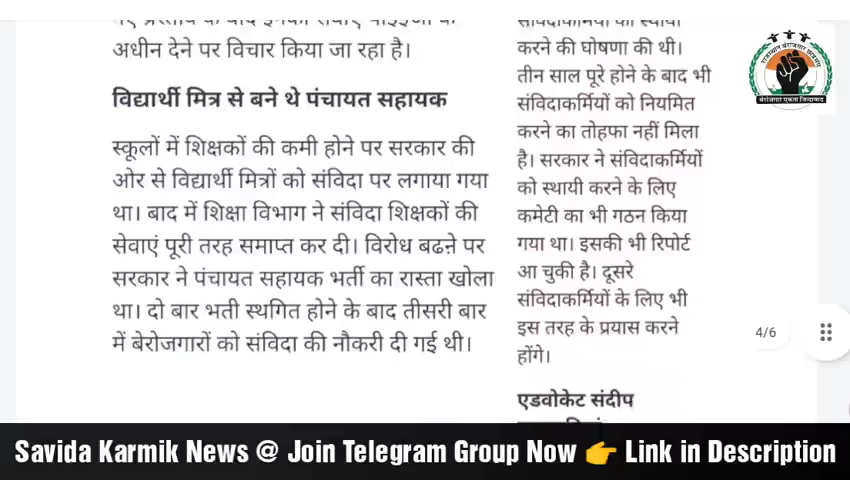 अधीन देने पर विचार किया जा रहा है।
विद्यार्थी मित्र से बने थे पंचायत सहायक
स्कूलों में शिक्षकों की कमी होने पर सरकार की
ओर से विद्यार्थी मित्रों को संविदा पर लगाया गया
था। बाद में शिक्षा विभाग ने संविदा शिक्षकों की
सेवाएं पूरी तरह समाप्त कर दी। विरोध बढऩे पर
सरकार ने पंचायत सहायक भर्ती का रास्ता खोला
था। दो बार भती स्थगित होने के बाद तीसरी बार
में बेरोजगारों को संविदा की नौकरी दी गई थी।
करने की घोषणा की थी।
तीन साल पूरे होने के बाद भी
संविदाकर्मियों को नियमित
करने का तोहफा नहीं मिला
है। सरकार ने संविदाकर्मियों
को स्थायी करने के लिए
कमेटी का भी गठन किया
गया था। इसकी भी रिपोर्ट
आ चुकी है। दूसरे
संविदाकर्मियों के लिए भी
इस तरह के प्रयास करने
होंगे।
एडवोकेट संदीप
4/6
बेरोजगार एकता जिन्दाबाद
Savida Karmik News @ Join Telegram Group Now 👉 Link in Description